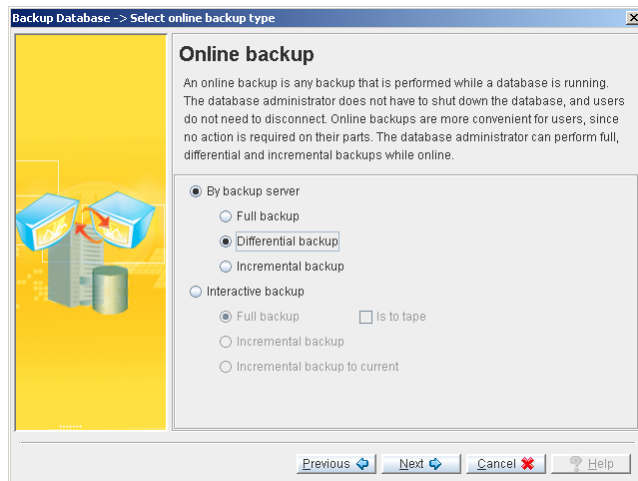 Backup Database -> Select online backup type
Online backup
An online backup is any backup that is performed while a database is running.
The database administrator does not have to shut down the database, and users
do not need to disconnect. Online backups are more convenient for users, since
no action is required on their parts. The database administrator can perform full,
differential and incremental backups while online.
By backup server
Full backup
Differential backup
Incremental backup
Interactive backup
Full backup Is to tape
Incremental backup
Incremental backup to current
Previous Next Cancel Help